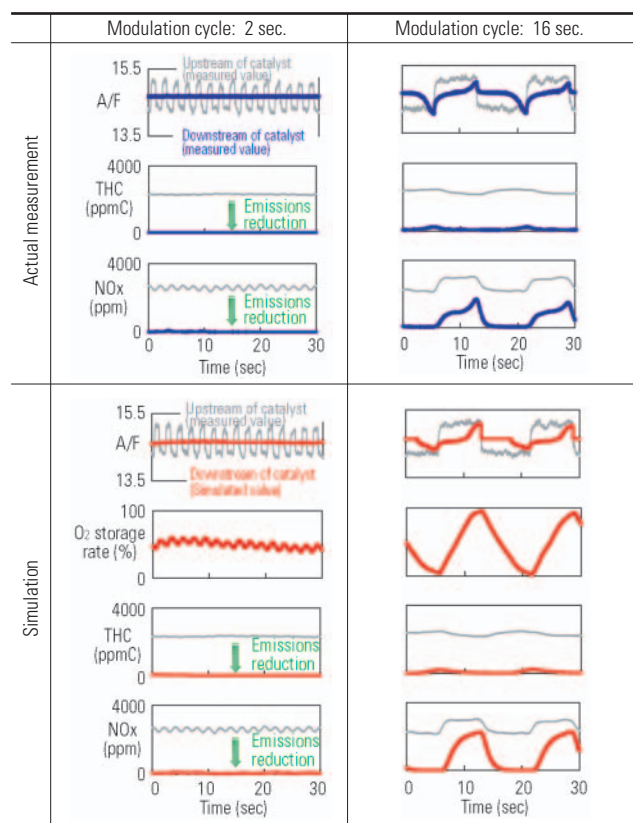 Modulation cycle: 2 sec.
Modulation cycle: 16 sec.
Actual measurement
15.5
Upstream of catalyst
(measured value)
A/F
13.5
Downstream of catalyst
(measured value)
4000
THC
(ppmC)
Emissions
reduction
0
4000
NOx
(ppm)
Emissions
reduction
0
0 10 20 30
Time (sec)
0 10 20 30
Time (sec)
Simulation
15.5
Upstream of catalyst
(measured value)
A/F
13.5
Downstream of catalyst
(Simulated value)
100
O2 storage
rate (%)
0
4000
THC
(ppmC)
Emissions
reduction
0
4000
NOx
(ppm)
Emissions
reduction
0
0 10 20 30
Time (sec)
0 10 20 30
Time (sec)